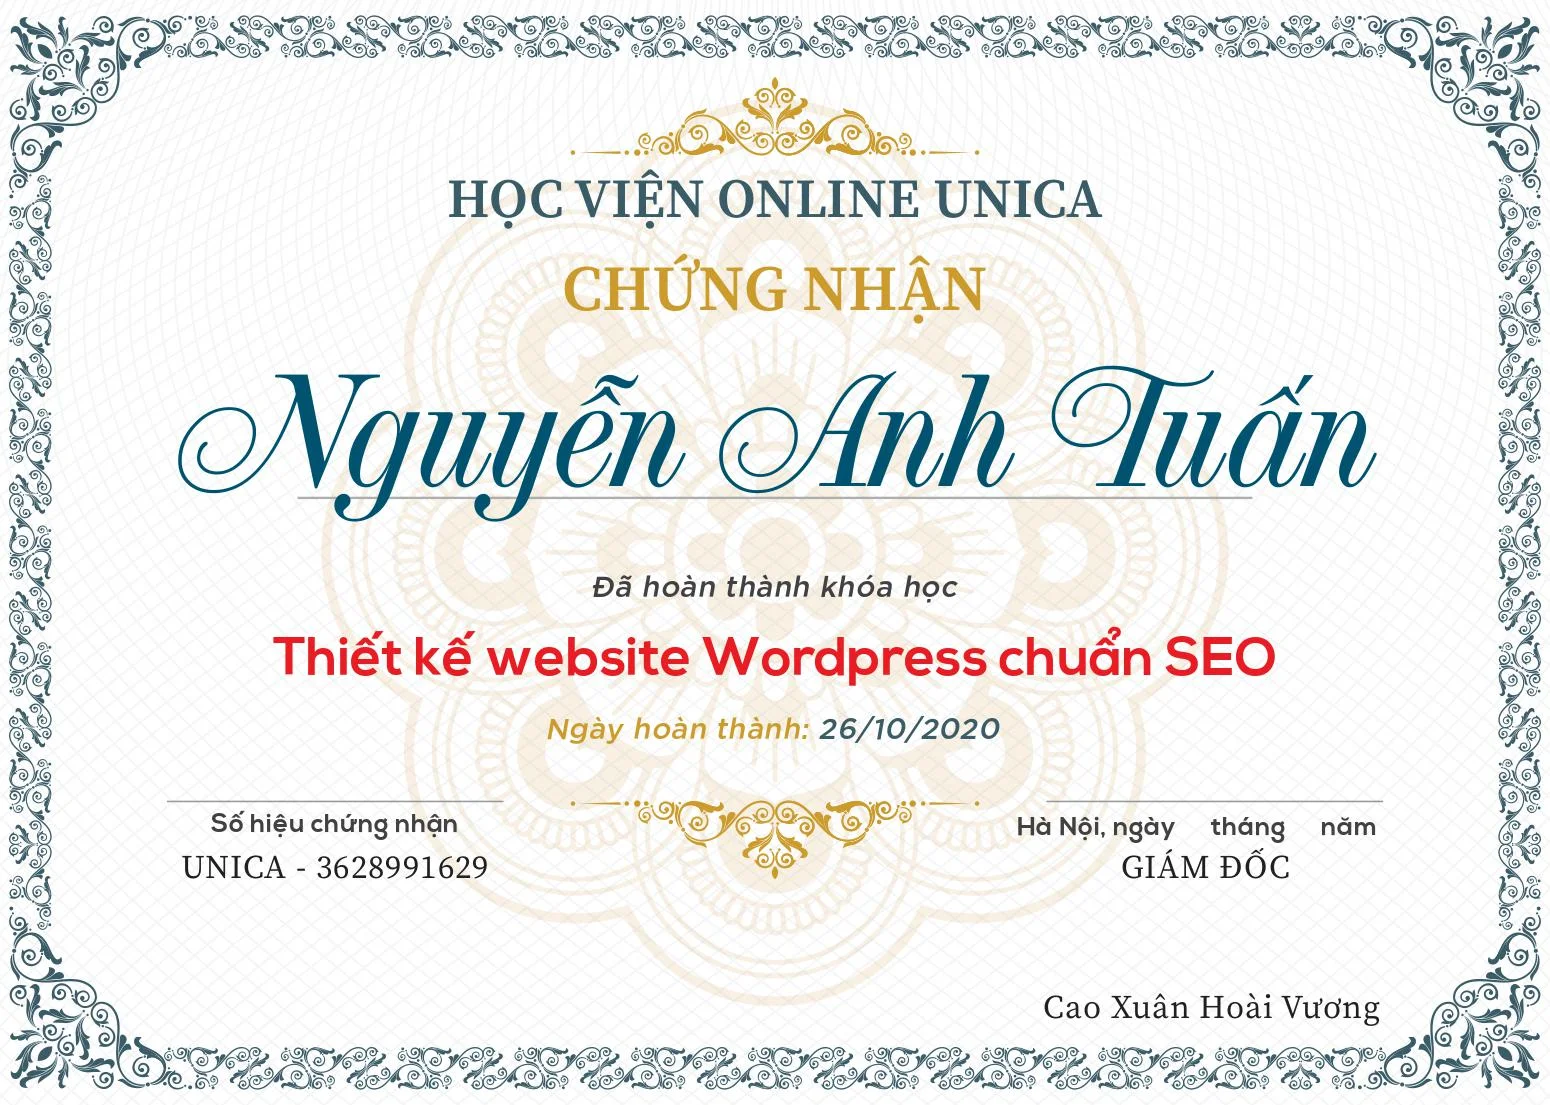 HỌC VIỆN ONLINE UNICA
CHỨNG NHẬN
Nguyễn Anh Tuấn
Đã hoàn thành khóa học
Thiết kế website Wordpress chuẩn SEO
Ngày hoàn thành: 26/10/2020
Số hiệu chứng nhận
UNICA - 3628991629
Hà Nội, ngày tháng năm
GIÁM ĐỐC
Cao Xuân Hoài Vương